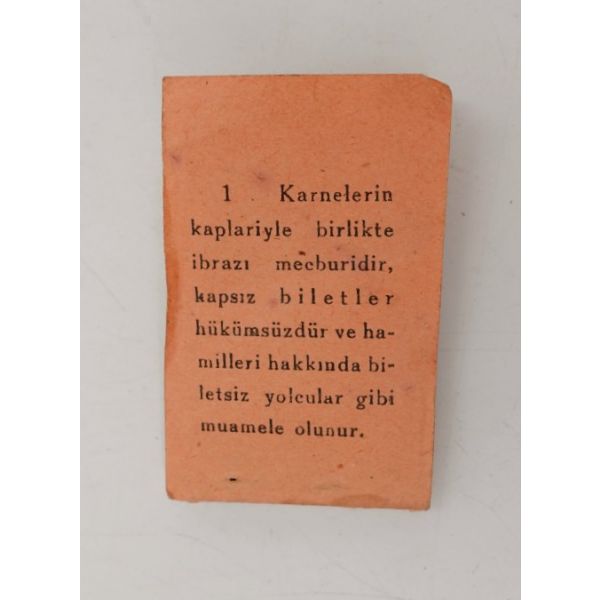 1 . Karnelerin
kaplariyle birlikte
ibrazı mecburidir,
kapsız biletler
hükümsüzdür ve ha-
milleri hakkında bi-
letsiz yolcular gibi
muamele olunur.